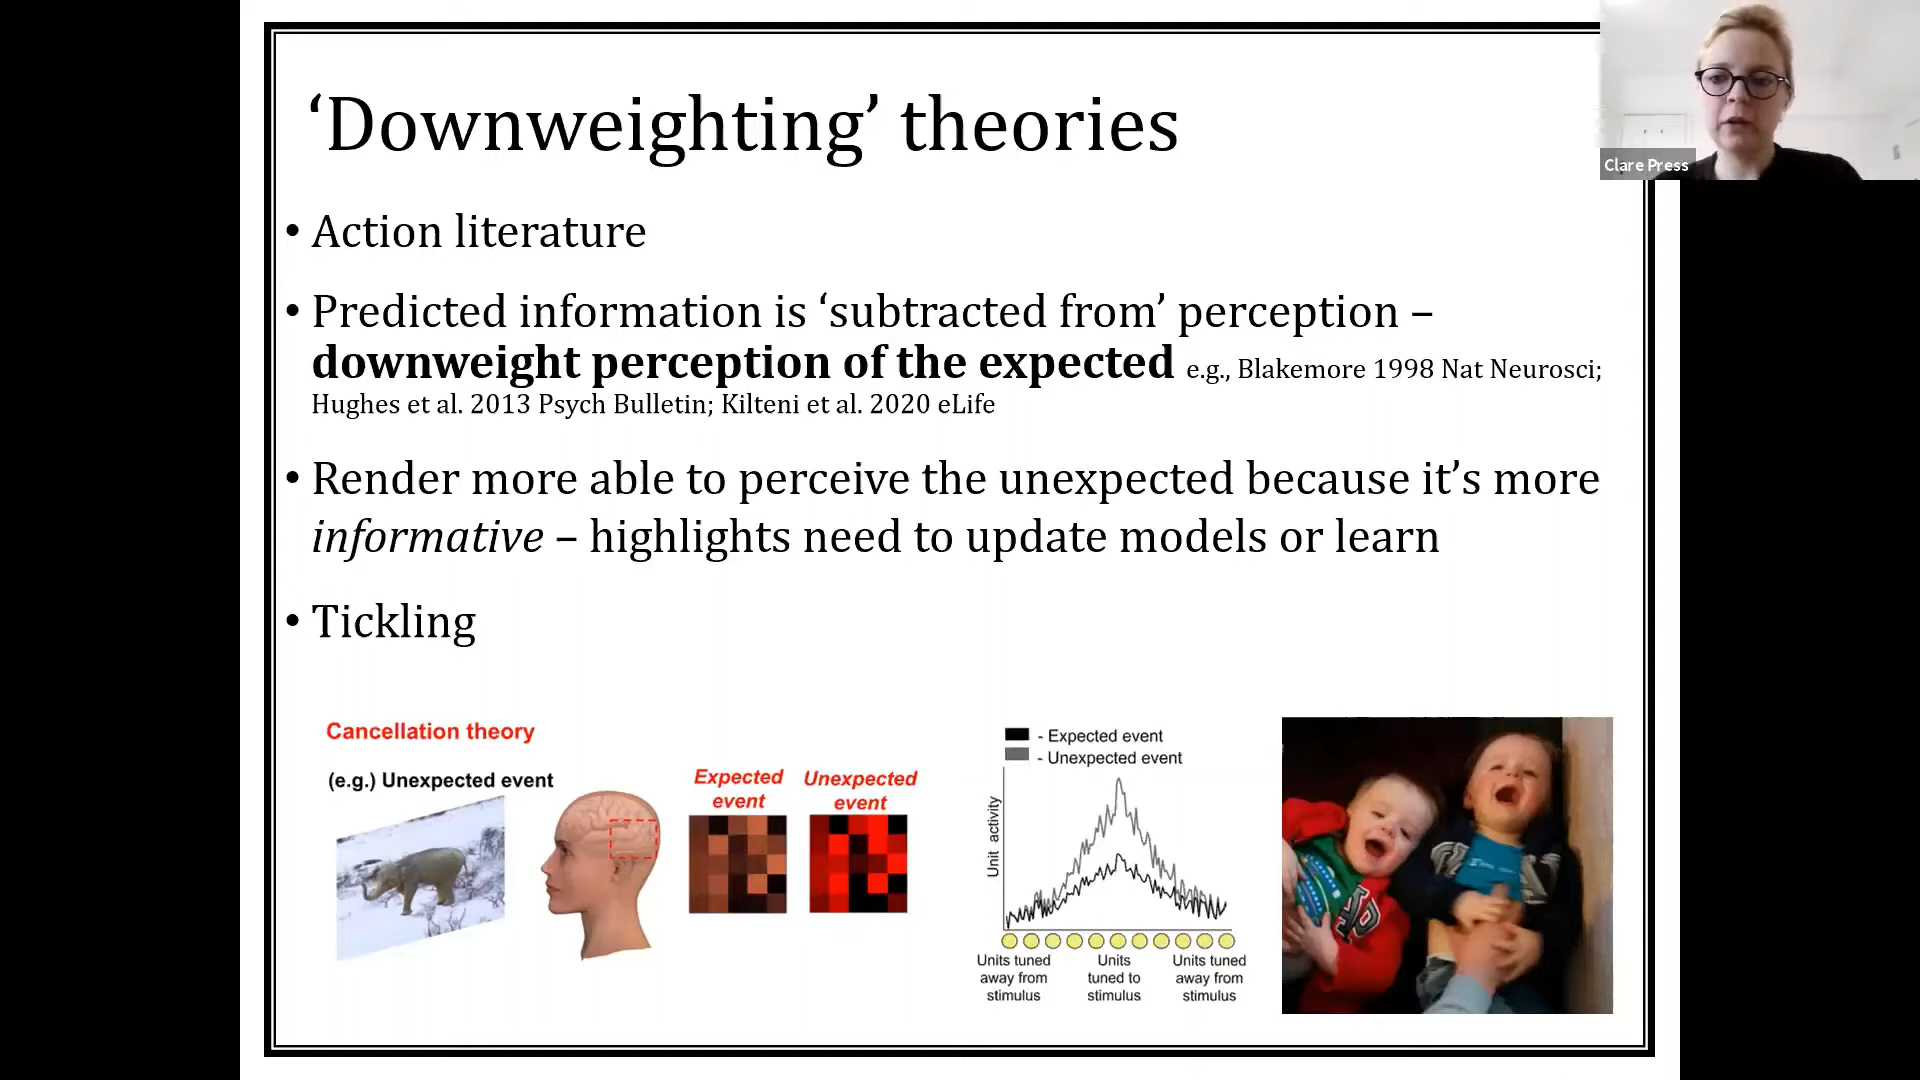 ‘Downweighting’ theories
Clare Press
• Action literature
• Predicted information is ‘subtracted from’ perception –
downweight perception of the expected e.g., Blakemore 1998 Nat Neurosci;
Hughes et al. 2013 Psych Bulletin; Kilteni et al. 2020 eLife
• Render more able to perceive the unexpected because it’s more
informative – highlights need to update models or learn
• Tickling
Cancellation theory
(e.g.) Unexpected event
Expected
event
Unexpected
event
- Expected event
- Unexpected event
Unit activity
Units tuned
away from
stimulus
Units
tuned to
stimulus
Units tuned
away from
stimulus